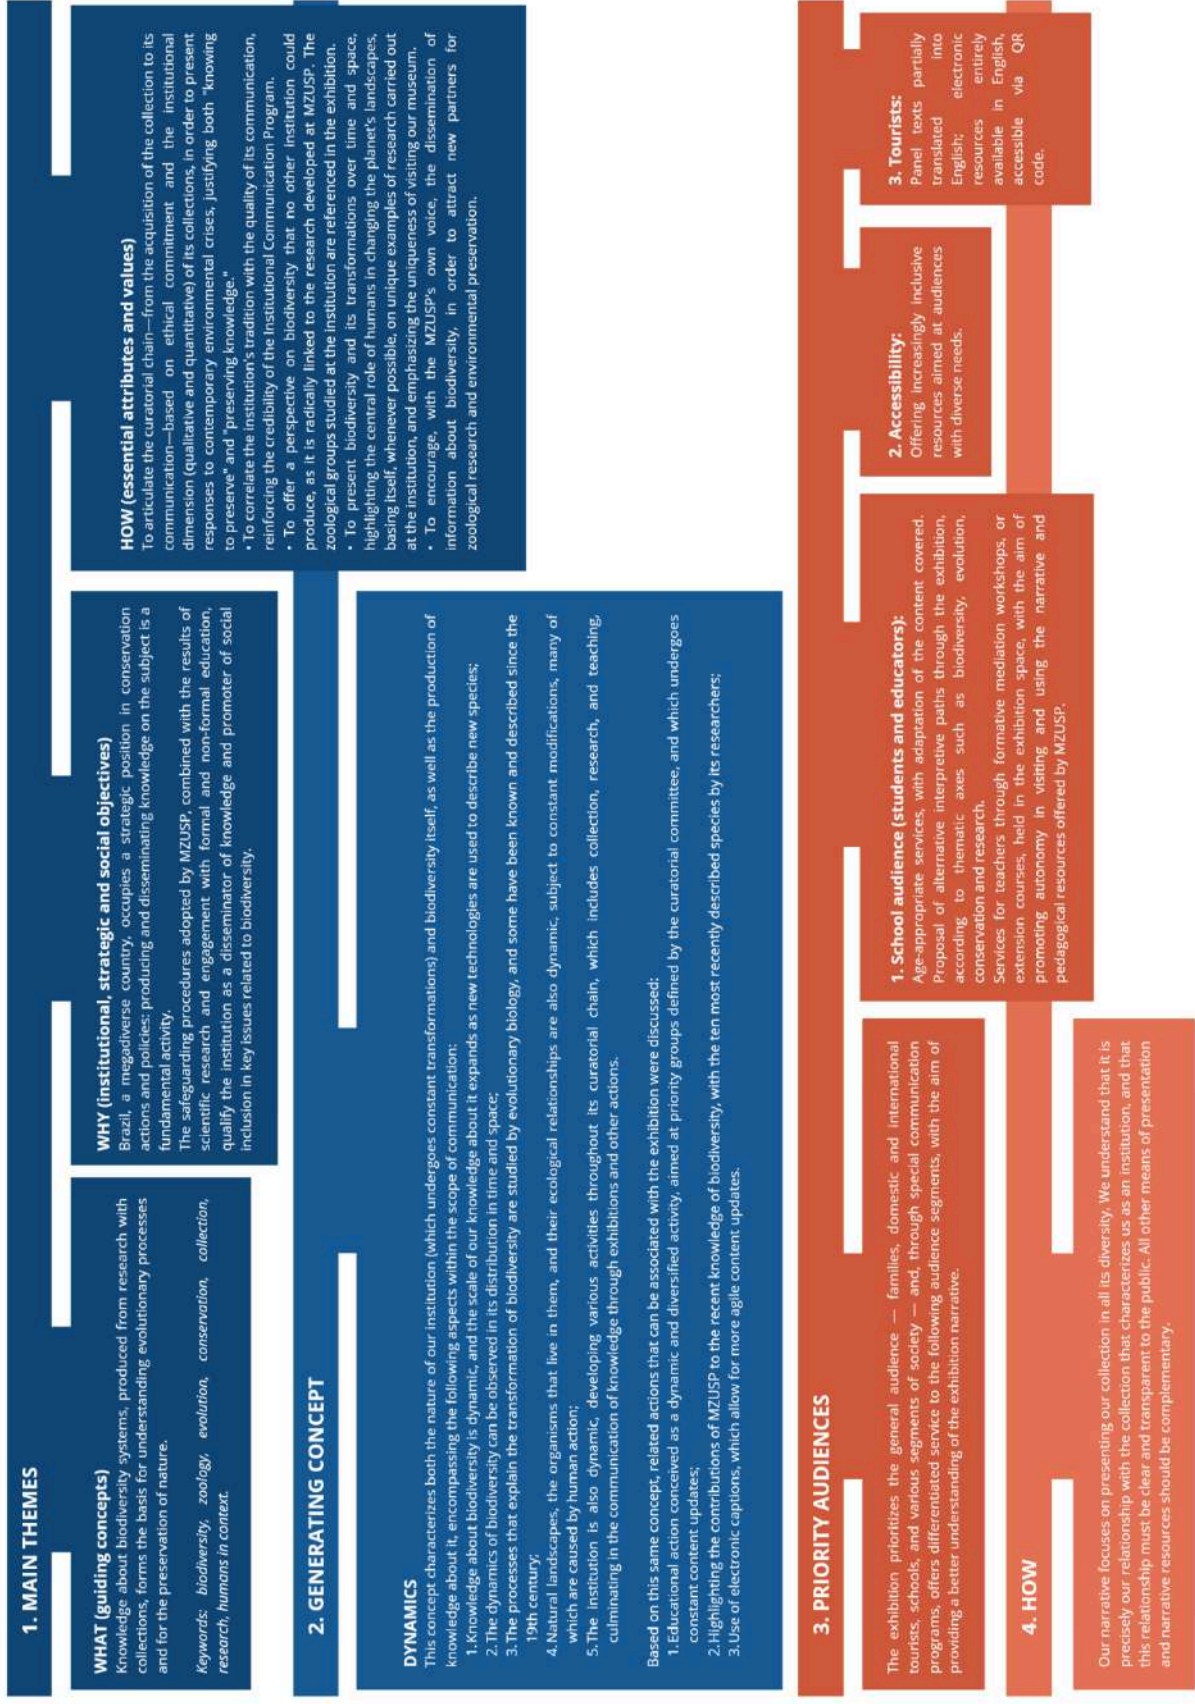 1. MAIN THEMES
WHAT (guiding concepts)
Knowledge about biodiversity systems, produced from research with
collections, forms the basis for understanding evolutionary processes
and for the preservation of nature.
Keywords: biodiversity, zoology, evolution, conservation, collection,
research, humans in context.
WHY (institutional, strategic and social objectives)
Brazil, a megadiverse country, occupies a strategic position in conservation
actions and policies: producing and disseminating knowledge on the subject is a
fundamental activity.
The safeguarding procedures adopted by MZUSP, combined with the results of
scientific research and engagement with formal and non-formal education,
qualify the institution as a disseminator of knowledge and promoter of social
inclusion in key issues related to biodiversity.
HOW (essential attributes and values)
To articulate the curatorial chain—from the acquisition of the collection to its
communication—based on ethical commitment and the institutional
dimension (qualitative and quantitative) of its collections, in order to present
responses to contemporary environmental crises, justifying both "knowing
to preserve" and "preserving knowledge."
• To correlate the institution's tradition with the quality of its communication,
reinforcing the credibility of the Institutional Communication Program.
• To offer a perspective on biodiversity that no other institution could
produce, as it is radically linked to the research developed at MZUSP. The
zoological groups studied at the institution are referenced in the exhibition.
• To present biodiversity and its transformations over time and space,
highlighting the central role of humans in changing the planet's landscapes,
basing itself, whenever possible, on unique examples of research carried out
at the institution, and emphasizing the uniqueness of visiting our museum.
• To encourage, with the MZUSP's own voice, the dissemination of
information about biodiversity, in order to attract new partners for
zoological research and environmental preservation.
2. GENERATING CONCEPT
DYNAMICS
This concept characterizes both the nature of our institution (which undergoes constant transformations) and biodiversity itself, as well as the production of
knowledge about it, encompassing the following aspects within the scope of communication:
1. Knowledge about biodiversity is dynamic, and the scale of our knowledge about it expands as new technologies are used to describe new species;
2. The dynamics of biodiversity can be observed in its distribution in time and space;
3. The processes that explain the transformation of biodiversity are studied by evolutionary biology, and some have been known and described since the
19th century;
4. Natural landscapes, the organisms that live in them, and their ecological relationships are also dynamic, subject to constant modifications, many of
which are caused by human action;
5. The institution is also dynamic, developing various activities throughout its curatorial chain, which includes collection, research, and teaching,
culminating in the communication of knowledge through exhibitions and other actions.
Based on this same concept, related actions that can be associated with the exhibition were discussed:
1. Educational action conceived as a dynamic and diversified activity, aimed at priority groups defined by the curatorial committee, and which undergoes
constant content updates;
2. Highlighting the contributions of MZUSP to the recent knowledge of biodiversity, with the ten most recently described species by its researchers;
3. Use of electronic captions, which allow for more agile content updates.
3. PRIORITY AUDIENCES
The exhibition prioritizes the general audience — families, domestic and international
tourists, schools, and various segments of society — and, through special communication
programs, offers differentiated service to the following audience segments, with the aim of
providing a better understanding of the exhibition narrative.
1. School audience (students and educators):
Age-appropriate services, with adaptation of the content covered.
Proposal of alternative interpretive paths through the exhibition,
according to thematic axes such as biodiversity, evolution,
conservation and research.
Services for teachers through formative mediation workshops, or
extension courses, held in the exhibition space, with the aim of
promoting autonomy in visiting and using the narrative and
pedagogical resources offered by MZUSP.
2. Accessibility:
Offering increasingly inclusive
resources aimed at audiences
with diverse needs.
3. Tourists:
Panel texts partially
translated into
English; electronic
resources entirely
available in English,
accessible via QR
code.
4. HOW
Our narrative focuses on presenting our collection in all its diversity. We understand that it is
precisely our relationship with the collection that characterizes us as an institution, and that
this relationship must be clear and transparent to the public. All other means of presentation
and narrative resources should be complementary.